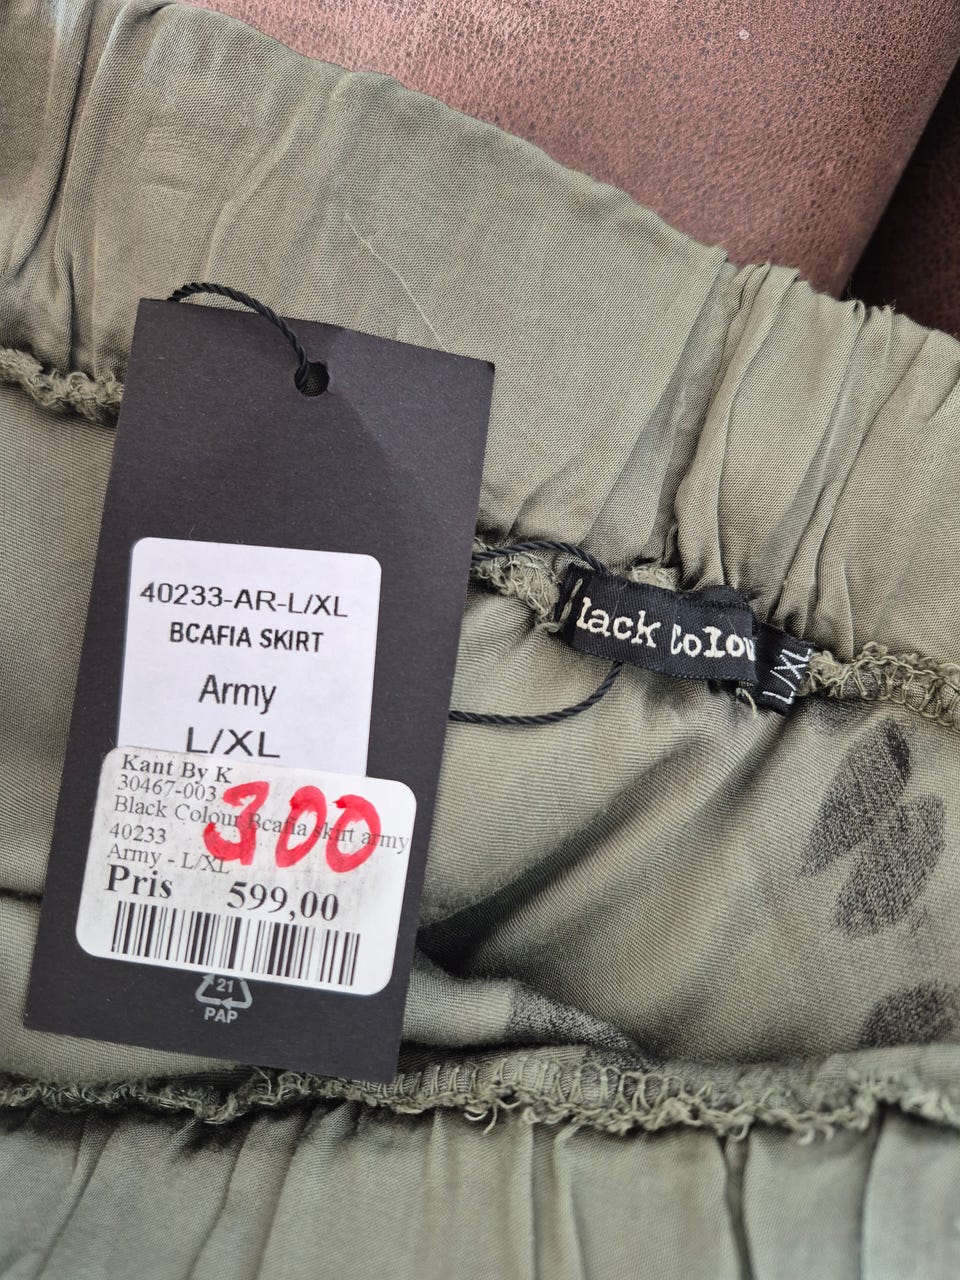 40233-AR-L/XL
BCAFIA SKIRT
Army
L/XL
Kant By K
30467-003
Black Colour Bcafia skirt army
40233
Army - L/XL
300
Pris 599,00
21
PAP
lack Colou
L/XL